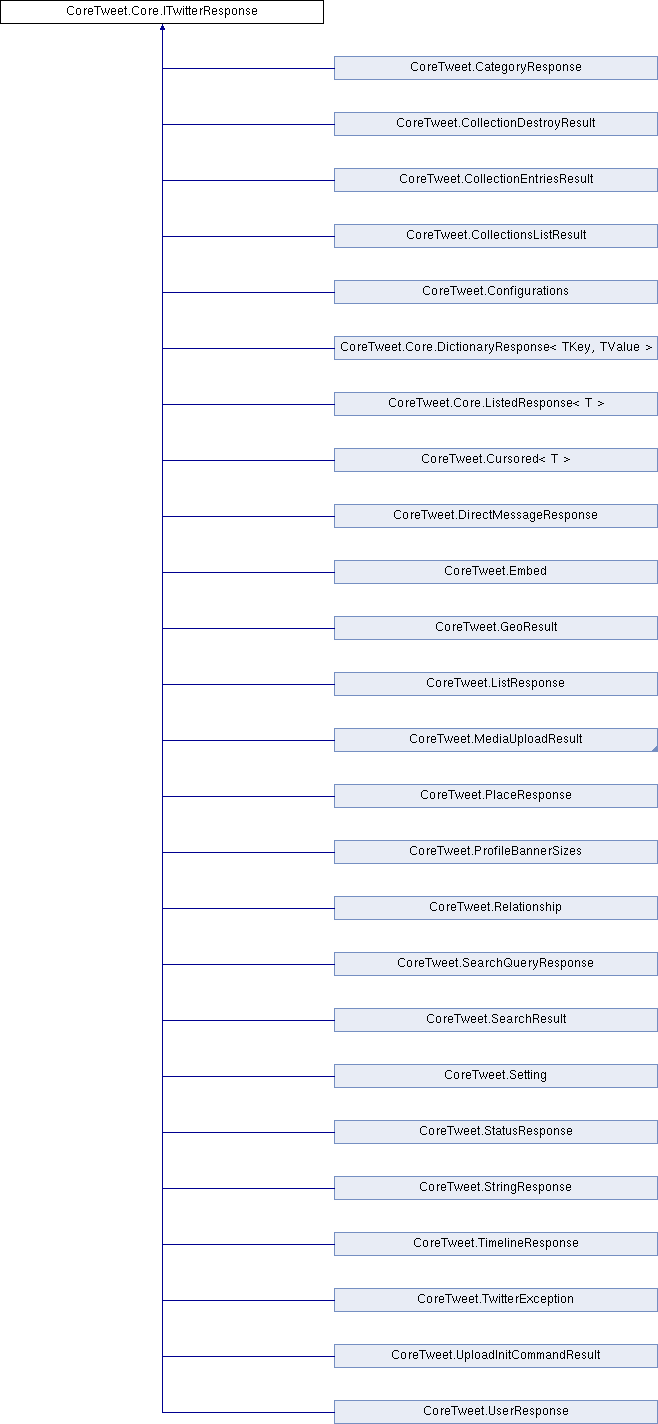 CoreTweet.Core.ITwitterResponse
CoreTweet.CategoryResponse
CoreTweet.CollectionDestroyResult
CoreTweet.CollectionEntriesResult
CoreTweet.CollectionsListResult
CoreTweet.Configurations
CoreTweet.Core.DictionaryResponse< TKey, TValue >
CoreTweet.Core.ListedResponse< T >
CoreTweet.Cursored< T >
CoreTweet.DirectMessageResponse
CoreTweet.Embed
CoreTweet.GeoResult
CoreTweet.ListResponse
CoreTweet.MediaUploadResult
CoreTweet.PlaceResponse
CoreTweet.ProfileBannerSizes
CoreTweet.Relationship
CoreTweet.SearchQueryResponse
CoreTweet.SearchResult
CoreTweet.Setting
CoreTweet.StatusResponse
CoreTweet.StringResponse
CoreTweet.TimelineResponse
CoreTweet.TwitterException
CoreTweet.UploadInitCommandResult
CoreTweet.UserResponse